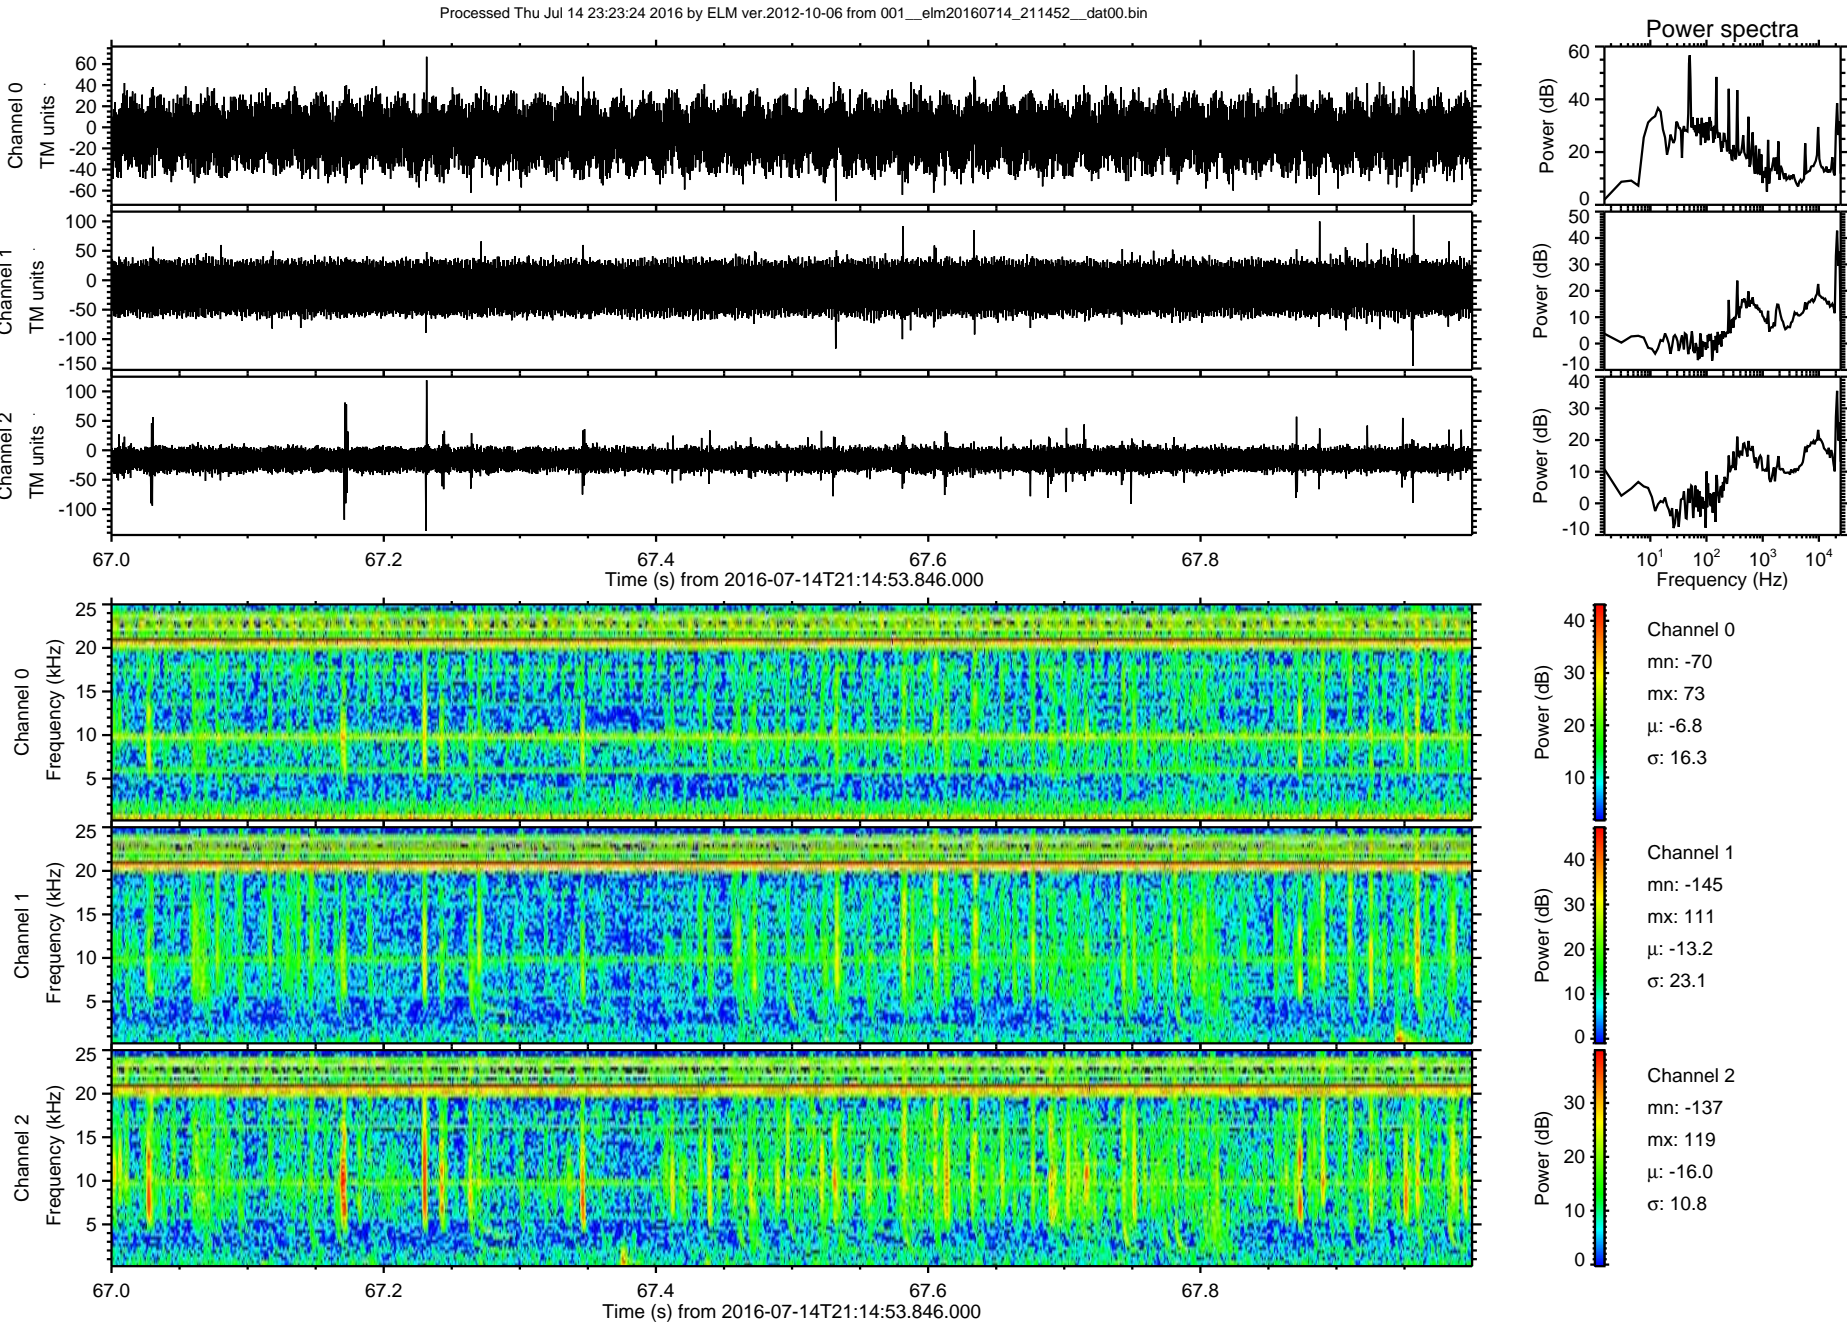 Processed Thu Jul 14 23:23:24 2016 by ELM ver.2012-10-06 from 001__elm20160714_211452__dat00.bin
Power spectra
Channel 0
TM units
60
40
20
0
-20
-40
-60
Power (dB)
60
40
20
0
Channel 1
TM units
100
50
0
-50
-100
-150
Power (dB)
50
40
30
20
10
0
-10
Channel 2
TM units
100
50
0
-50
-100
Power (dB)
40
30
20
10
0
-10
67.0 67.2 67.4 67.6 67.8
Time (s) from 2016-07-14T21:14:53.846.000
10^1 10^2 10^3 10^4
Frequency (Hz)
Channel 0
Frequency (kHz)
25
20
15
10
5
Power (dB)
40
30
20
10
Channel 0
mn: -70
mx: 73
μ: -6.8
σ: 16.3
Channel 1
Frequency (kHz)
25
20
15
10
5
Power (dB)
40
30
20
10
0
Channel 1
mn: -145
mx: 111
μ: -13.2
σ: 23.1
Channel 2
Frequency (kHz)
25
20
15
10
5
Power (dB)
30
20
10
0
Channel 2
mn: -137
mx: 119
μ: -16.0
σ: 10.8
67.0 67.2 67.4 67.6 67.8
Time (s) from 2016-07-14T21:14:53.846.000